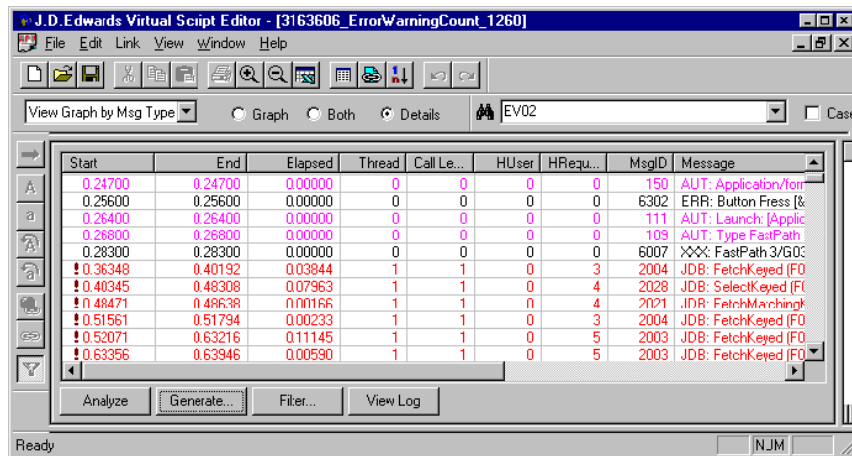 J.D.Edwards Virtual Script Editor - [3163606_ErrorWarningCount_1260]
File Edit Link View Window Help
View Graph by Msg Type Graph Both Details EV02 Case
Start End Elapsed Thread Call Le... HUser HRequ... MsgID Message
0.24700 0.24700 0.00000 0 0 0 0 150 AUT: Application/form
0.25600 0.25600 0.00000 0 0 0 0 6302 ERR: Button Press [&
0.26400 0.26400 0.00000 0 0 0 0 111 AUT: Launch: [Applic
0.26800 0.26800 0.00000 0 0 0 0 109 AUT: Type FastPath
0.28300 0.28300 0.00000 0 0 0 0 6007 XXX: FastPath 3/G03
!0.36348 0.40192 0.03844 1 1 0 3 2004 JDB: FetchKeyed (F0
!0.40345 0.48308 0.07963 1 1 0 4 2028 JDB: SelectKeyed (F(
!0.48471 0.48638 0.00166 1 1 0 4 2021 JDB: FetchMatchingK
!0.51561 0.51794 0.00233 1 1 0 3 2004 JDB: FetchKeyed (F0
!0.52071 0.63216 0.11145 1 1 0 5 2003 JDB: FetchKeyed (F0
!0.63356 0.63946 0.00590 1 1 0 5 2003 JDB: FetchKeyed (F0
Analyze Generate... Filter... View Log
Ready NUM